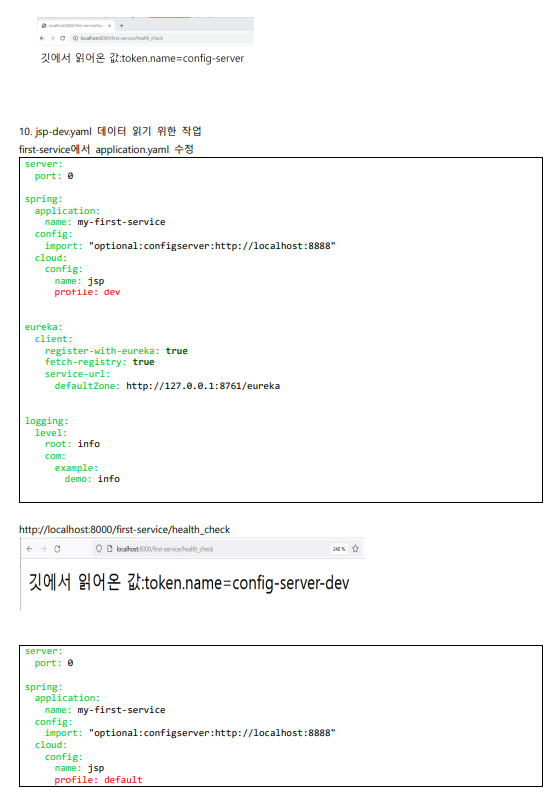 localhost:8000/first-service/he
localhost:8000/first-service/health_check
깃에서 읽어온 값:token.name=config-server
10. jsp-dev.yaml 데이터 읽기 위한 작업
first-service에서 application.yaml 수정
server:
  port: 0
spring:
  application:
    name: my-first-service
  config:
    import: "optional:configserver:http://localhost:8888"
  cloud:
    config:
      name: jsp
      profile: dev
eureka:
  client:
    register-with-eureka: true
    fetch-registry: true
    service-url:
      defaultZone: http://127.0.0.1:8761/eureka
logging:
  level:
    root: info
    com:
      example:
        demo: info
http://localhost:8000/first-service/health_check
localhost:8000/first-service/health_check 240 %
깃에서 읽어온 값:token.name=config-server-dev
server:
  port: 0
spring:
  application:
    name: my-first-service
  config:
    import: "optional:configserver:http://localhost:8888"
  cloud:
    config:
      name: jsp
      profile: default